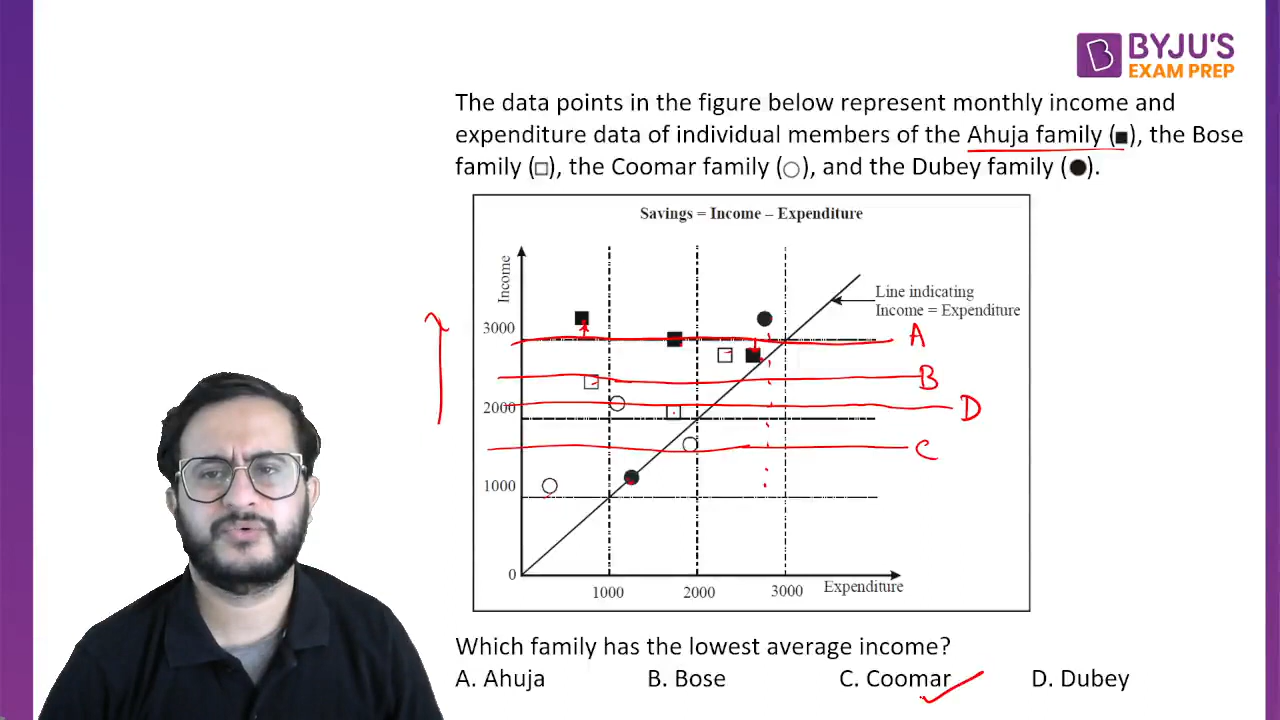 BYJU'S
EXAM PREP
The data points in the figure below represent monthly income and
expenditure data of individual members of the Ahuja family (■), the Bose
family (□), the Coomar family (○), and the Dubey family (●).
Savings = Income – Expenditure
Income
Line indicating
Income = Expenditure
3000
A
B
2000
D
C
1000
0
Expenditure
1000 2000 3000
Which family has the lowest average income?
A. Ahuja B. Bose C. Coomar D. Dubey